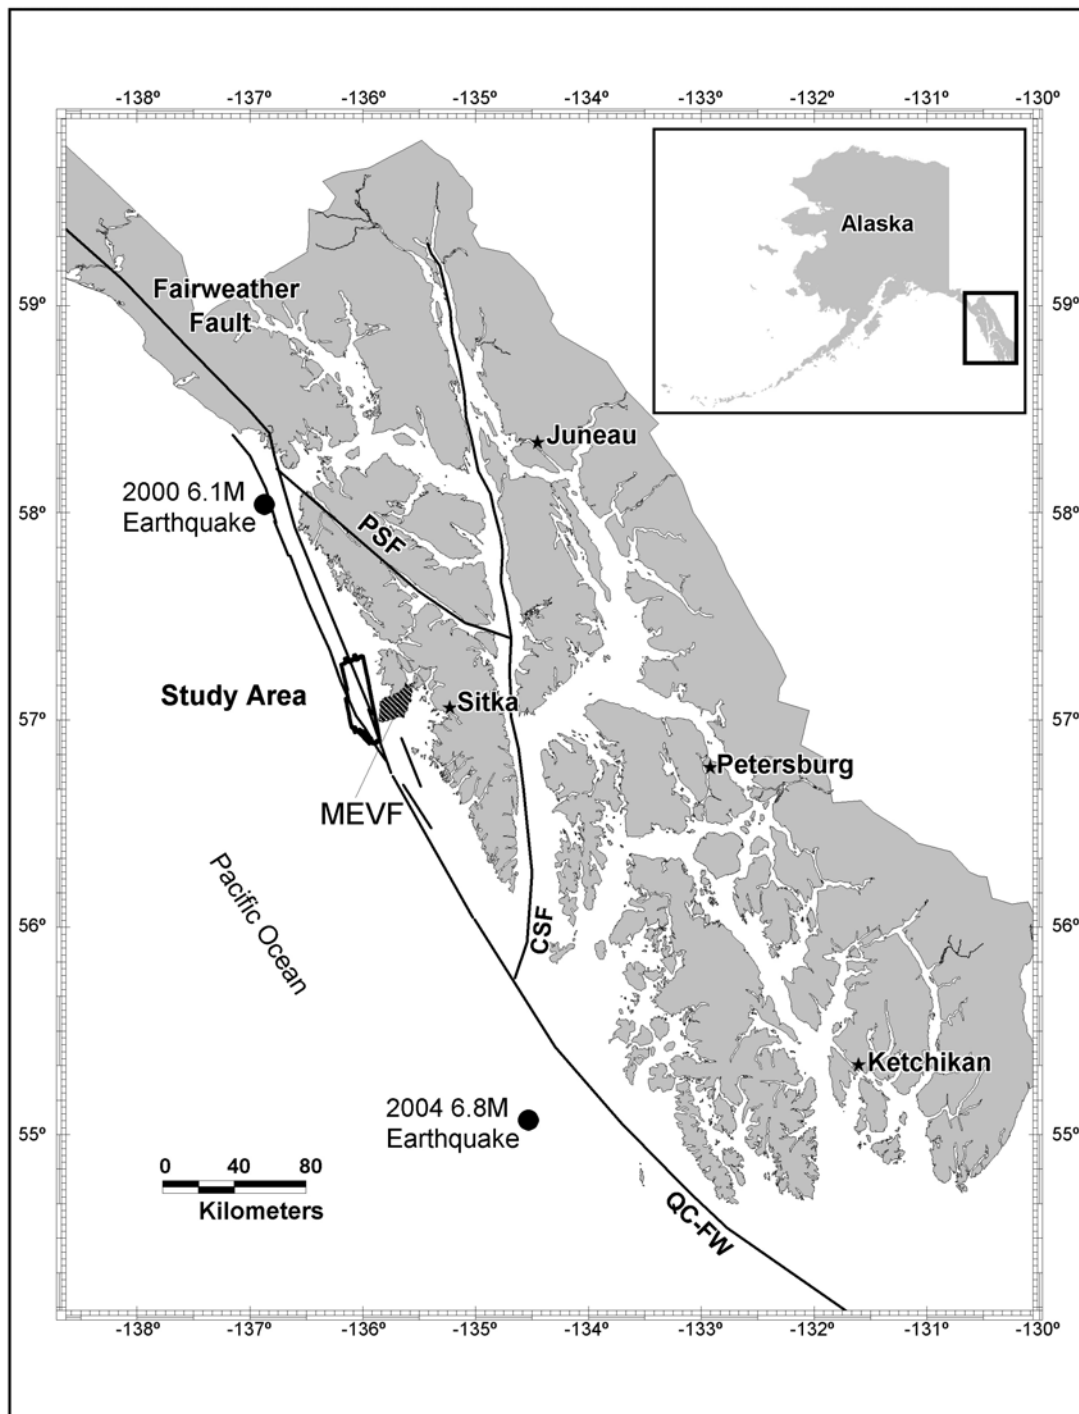 -138º -137º -136º -135º -134º -133º -132º -131º -130º
Alaska
Fairweather
Fault
59º 59º
Juneau
2000 6.1M
Earthquake
58º 58º
PSF
Study Area
Sitka
57º 57º
Petersburg
MEVF
Pacific Ocean
56º 56º
CSF
Ketchikan
2004 6.8M
Earthquake
55º 55º
0 40 80
Kilometers
QC-FW
-138º -137º -136º -135º -134º -133º -132º -131º -130º